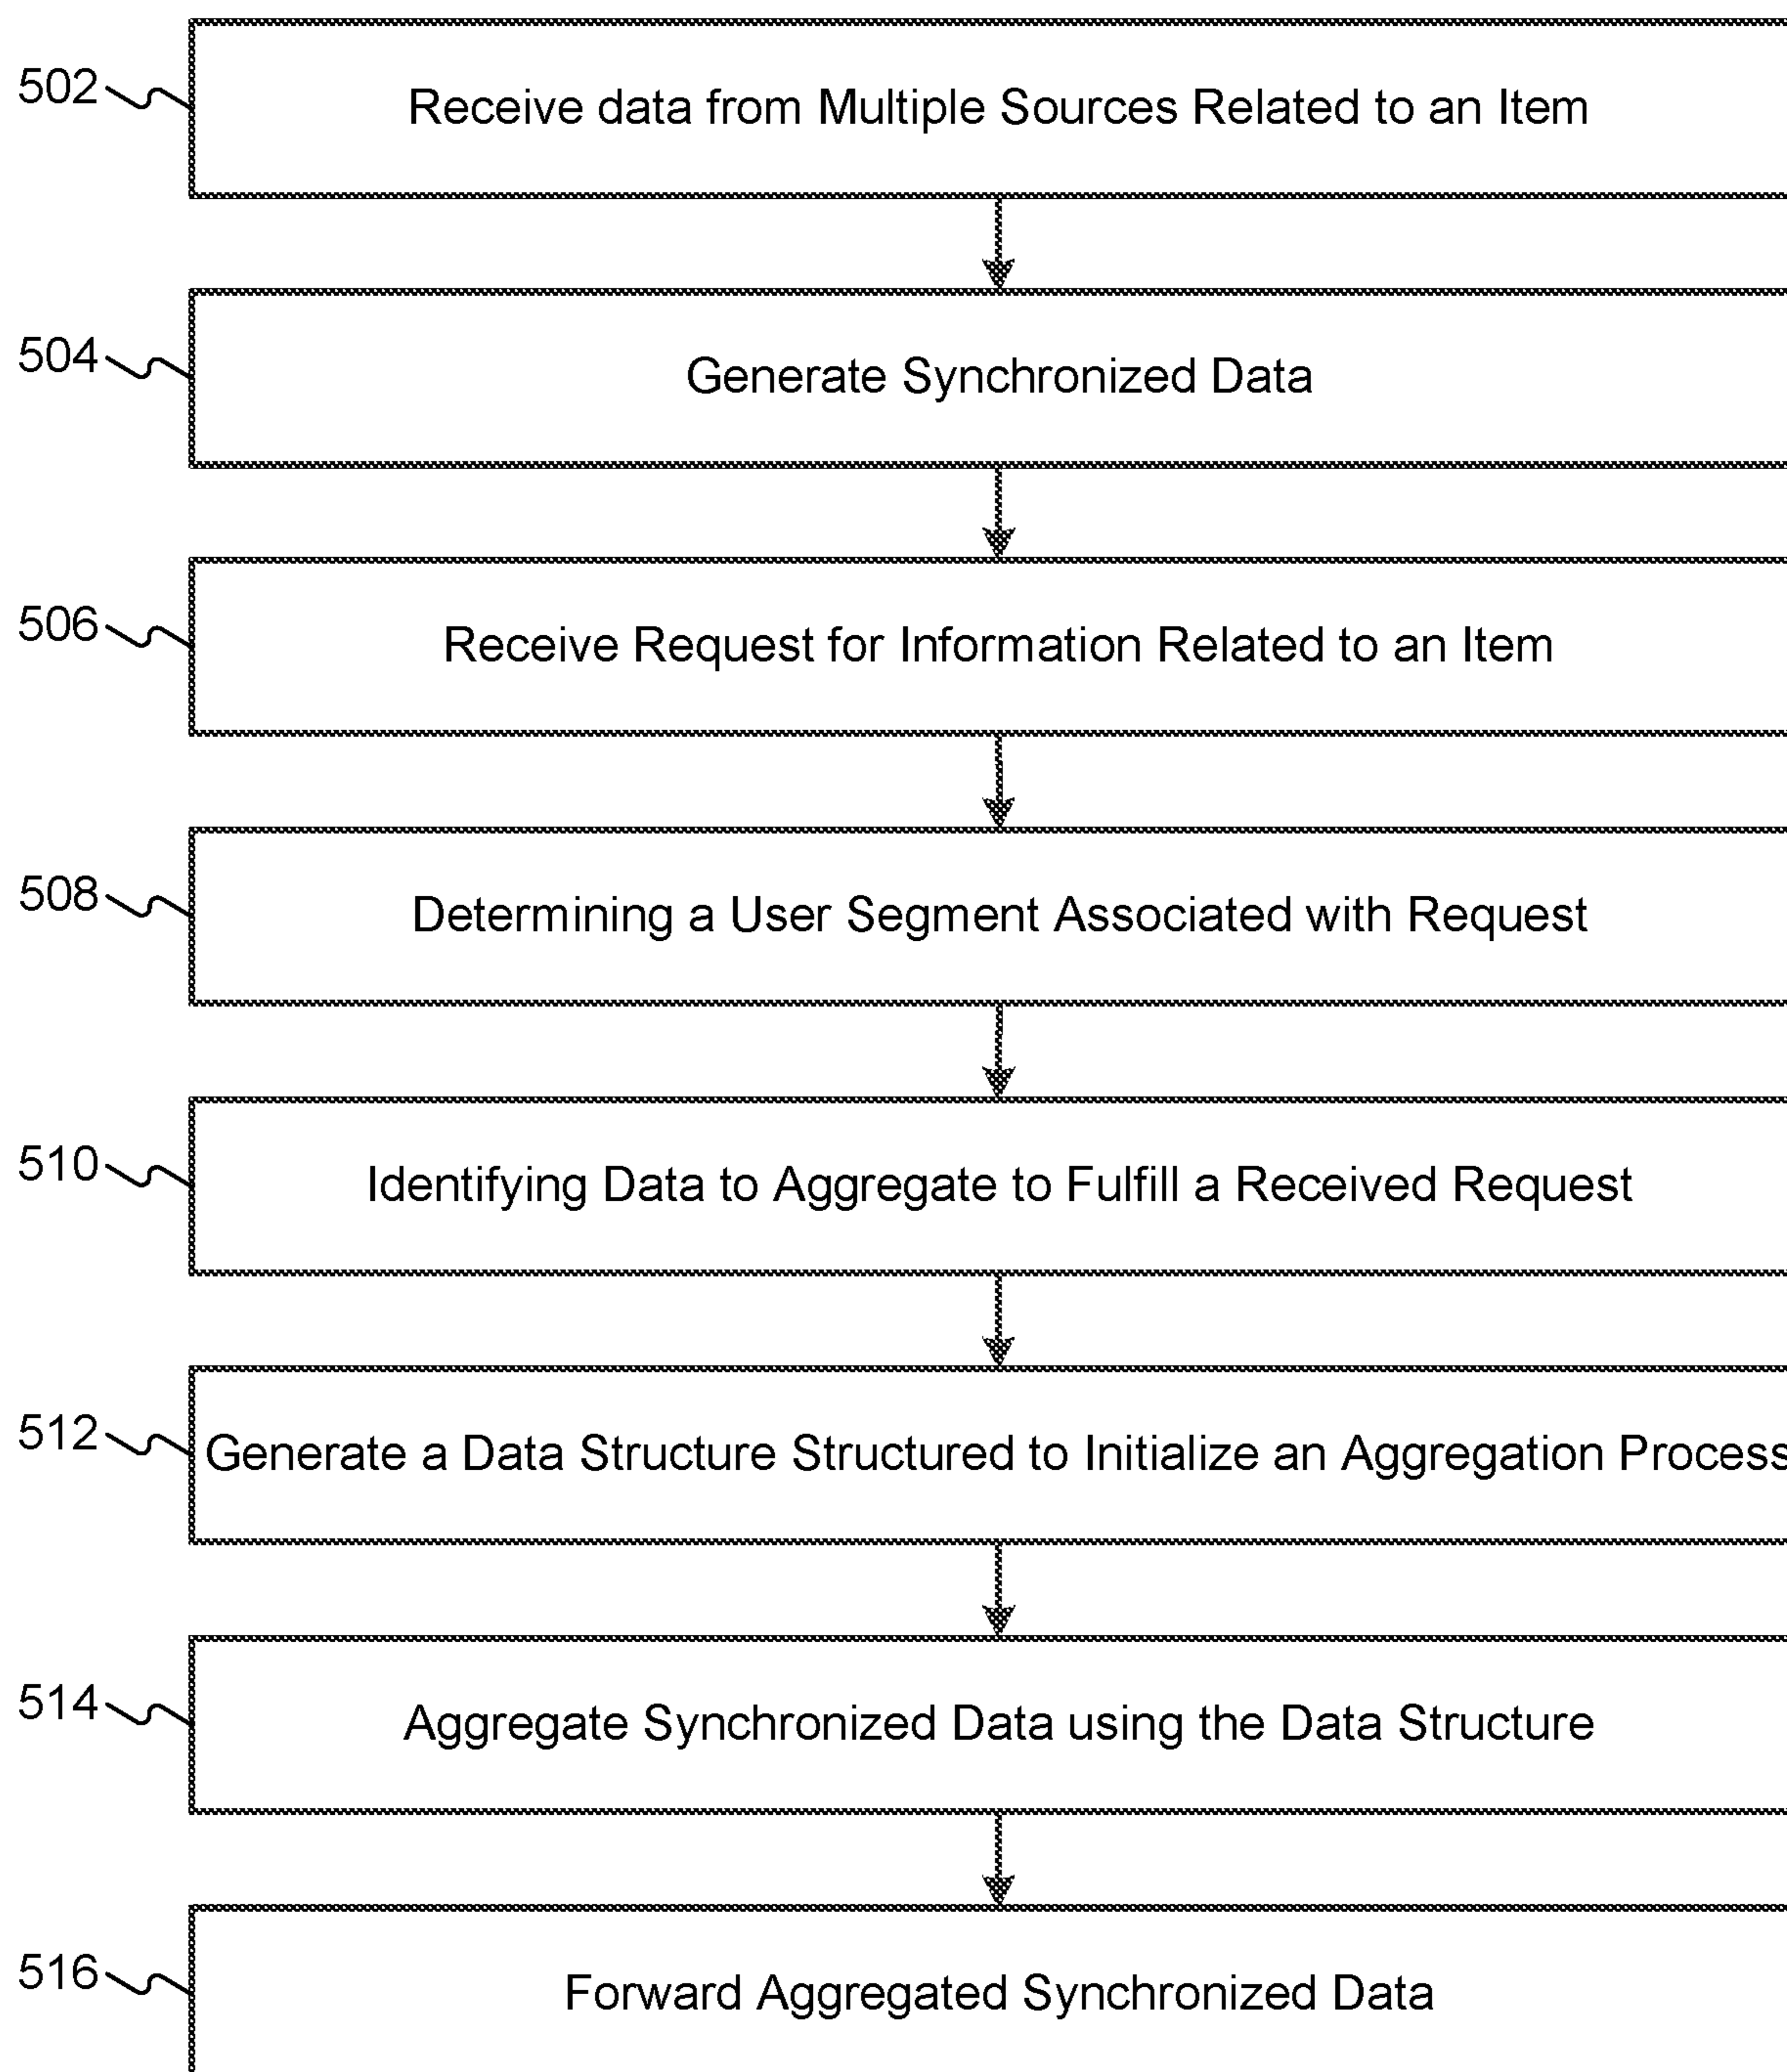 502
Receive data from Multiple Sources Related to an Item
504
Generate Synchronized Data
506
Receive Request for Information Related to an Item
508
Determining a User Segment Associated with Request
510
Identifying Data to Aggregate to Fulfill a Received Request
512
Generate a Data Structure Structured to Initialize an Aggregation Process
514
Aggregate Synchronized Data using the Data Structure
516
Forward Aggregated Synchronized Data